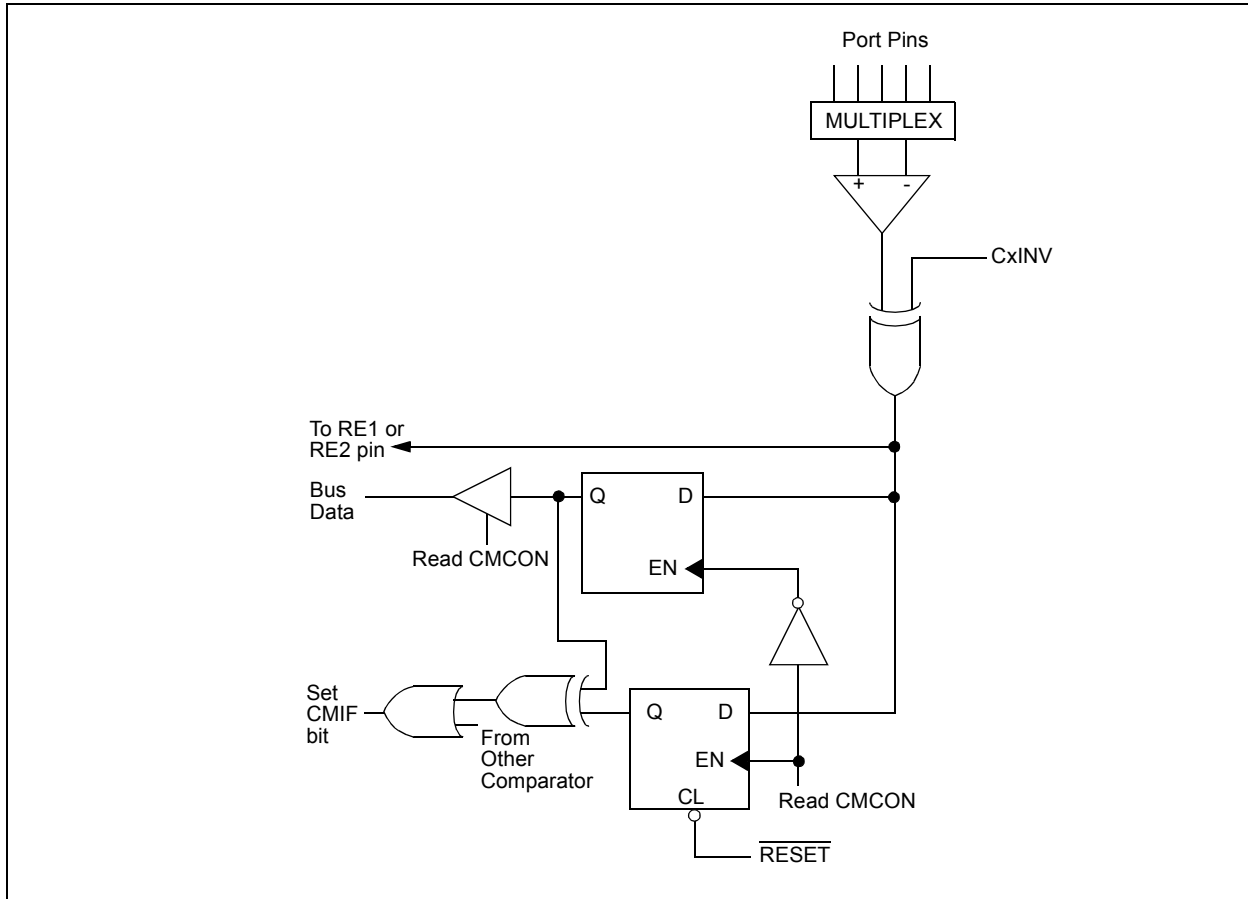 Port Pins
MULTIPLEX
+ -
CxINV
To RE1 or
RE2 pin
Bus
Data
Q D
Read CMCON
EN
Set
CMIF
bit
From
Other
Comparator
Q D
EN
CL
Read CMCON
RESET